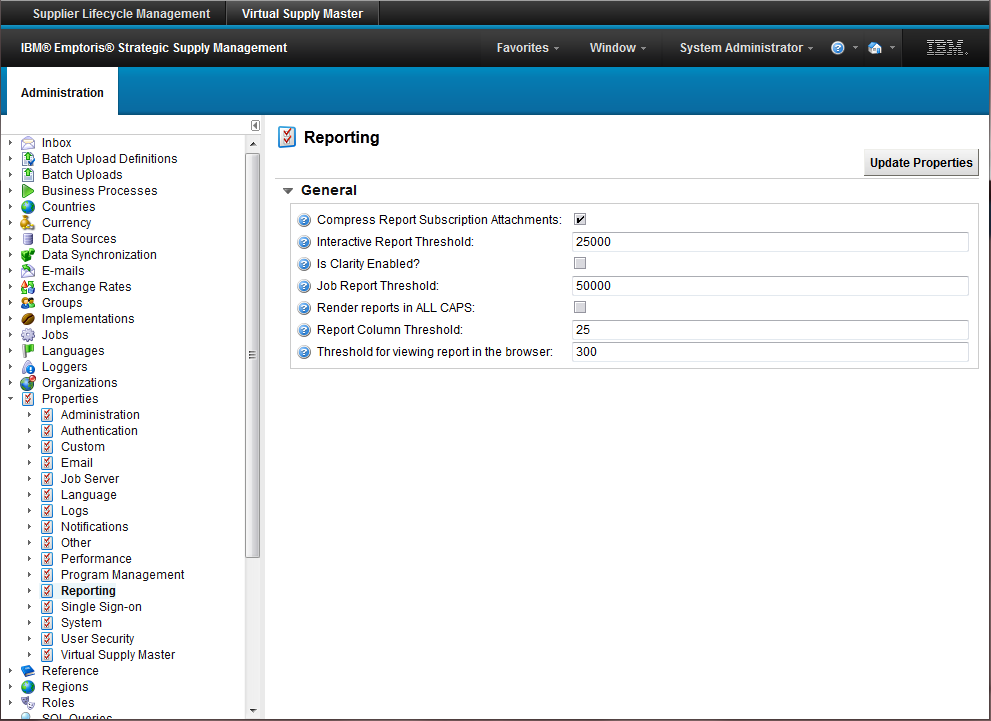 Supplier Lifecycle Management Virtual Supply Master
IBM® Emptoris® Strategic Supply Management Favorites Window System Administrator IBM.
Administration
Inbox
Batch Upload Definitions
Batch Uploads
Business Processes
Countries
Currency
Data Sources
Data Synchronization
E-mails
Exchange Rates
Groups
Implementations
Jobs
Languages
Loggers
Organizations
Properties
Administration
Authentication
Custom
Email
Job Server
Language
Logs
Notifications
Other
Performance
Program Management
Reporting
Single Sign-on
System
User Security
Virtual Supply Master
Reference
Regions
Roles
SQL Queries
Reporting
Update Properties
General
Compress Report Subscription Attachments:
Interactive Report Threshold: 25000
Is Clarity Enabled?
Job Report Threshold: 50000
Render reports in ALL CAPS:
Report Column Threshold: 25
Threshold for viewing report in the browser: 300